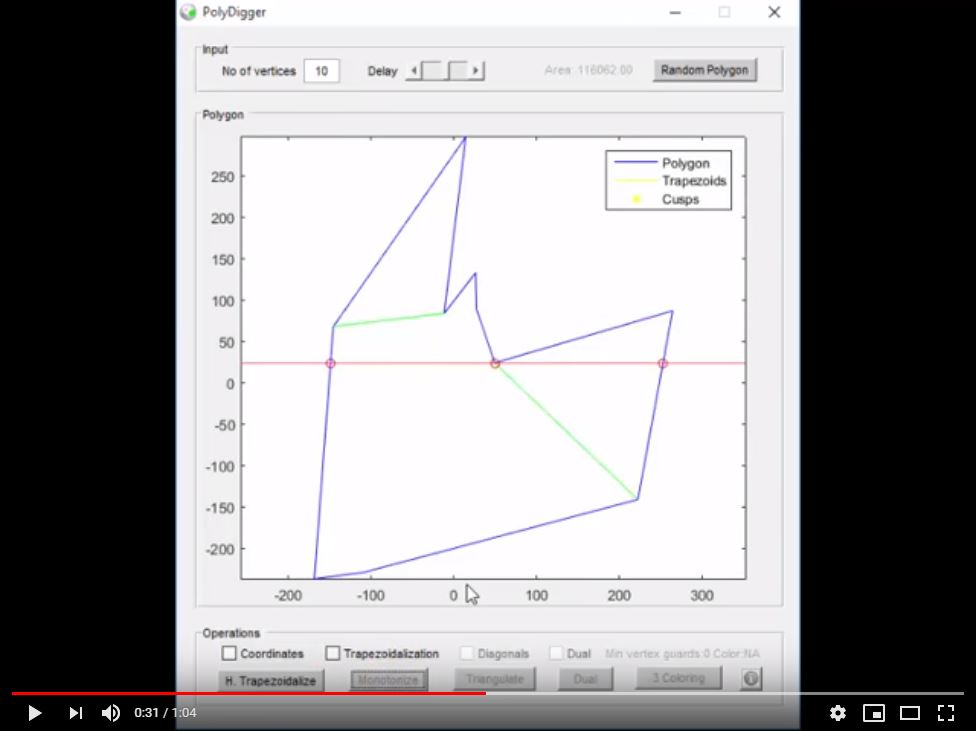 PolyDigger
Input
No of vertices 10 Delay Area: 116062.00 Random Polygon
Polygon
Polygon
Trapezoids
Cusps
250
200
150
100
50
0
-50
-100
-150
-200
-200 -100 0 100 200 300
Operations
Coordinates Trapezoidalization Diagonals Dual Min vertex guards:0 Color:NA
H. Trapezoidalize Monotonize Triangulate Dual 3 Coloring
0:31 / 1:04